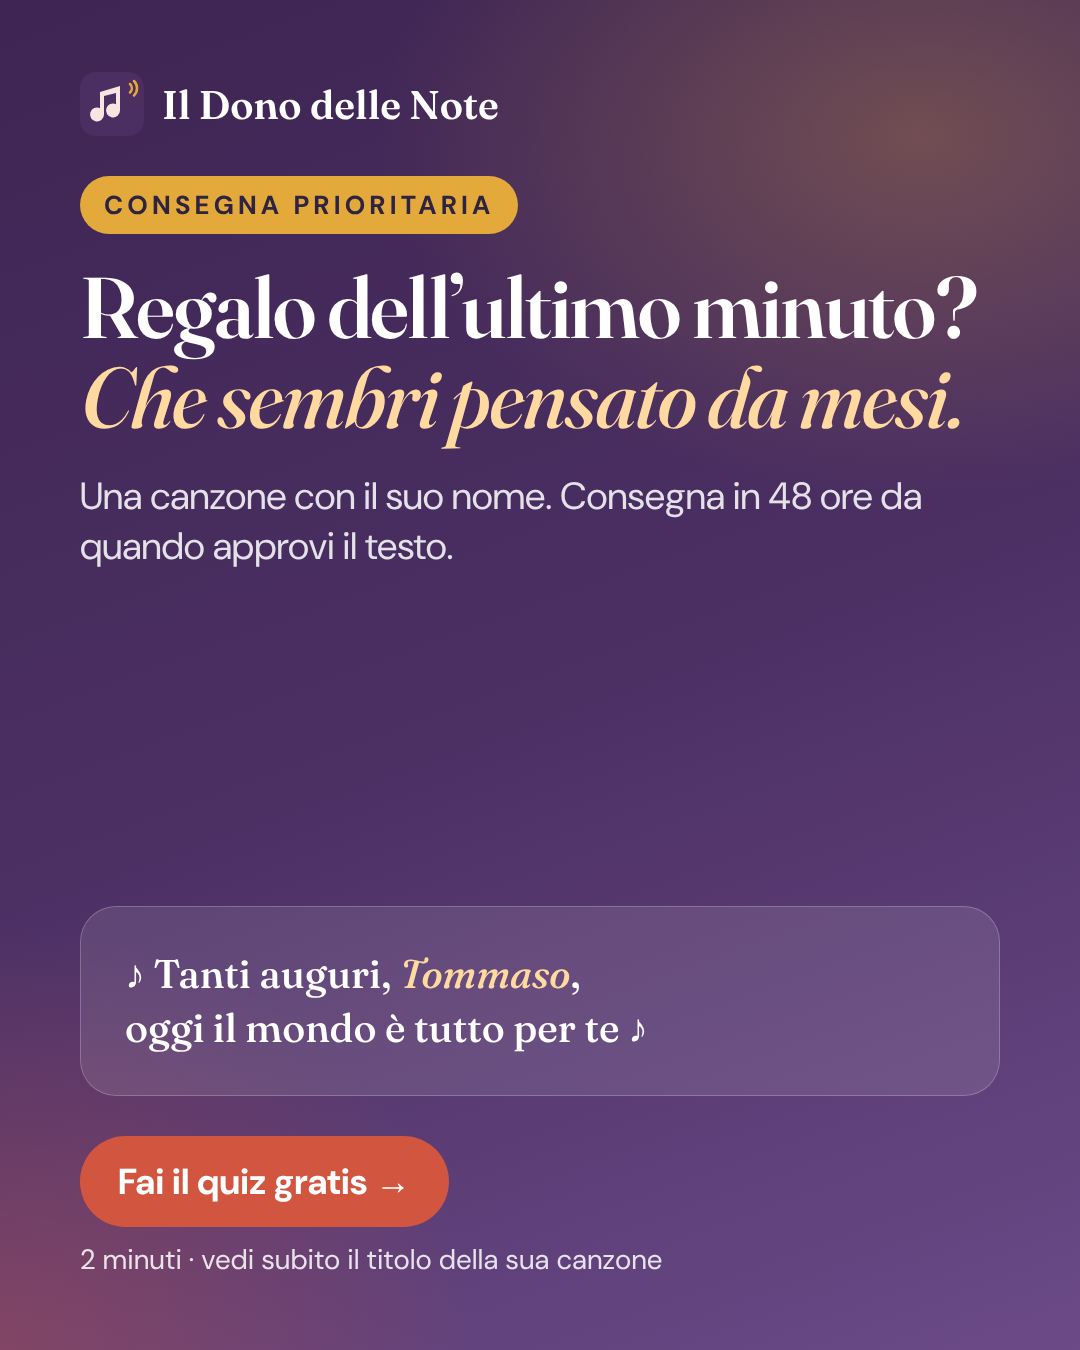 Il Dono delle Note
CONSEGNA PRIORITARIA
Regalo dell’ultimo minuto?
Che sembri pensato da mesi.
Una canzone con il suo nome. Consegna in 48 ore da
quando approvi il testo.
♪ Tanti auguri, Tommaso,
oggi il mondo è tutto per te ♪
Fai il quiz gratis →
2 minuti · vedi subito il titolo della sua canzone